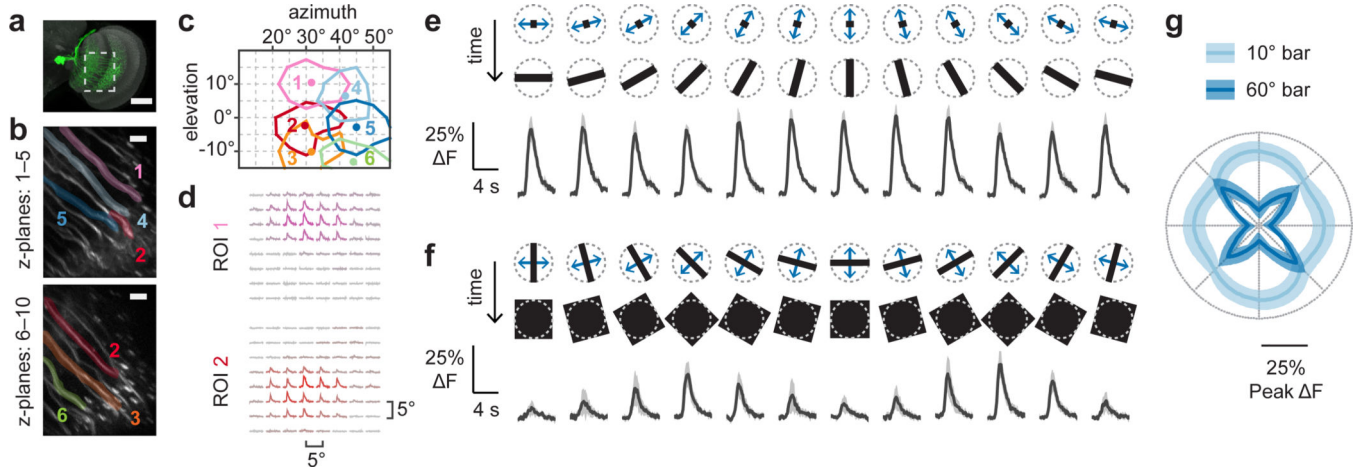 a
b
z-planes: 1–5
1
5
4
2
z-planes: 6–10
2
6
3
c
azimuth
20° 30° 40° 50°
elevation
10°
0°
-10°
1
4
2
5
3
6
d
ROI 1
ROI 2
5°
5°
e
time
25%
ΔF
4 s
f
time
25%
ΔF
4 s
g
10° bar
60° bar
25%
Peak ΔF